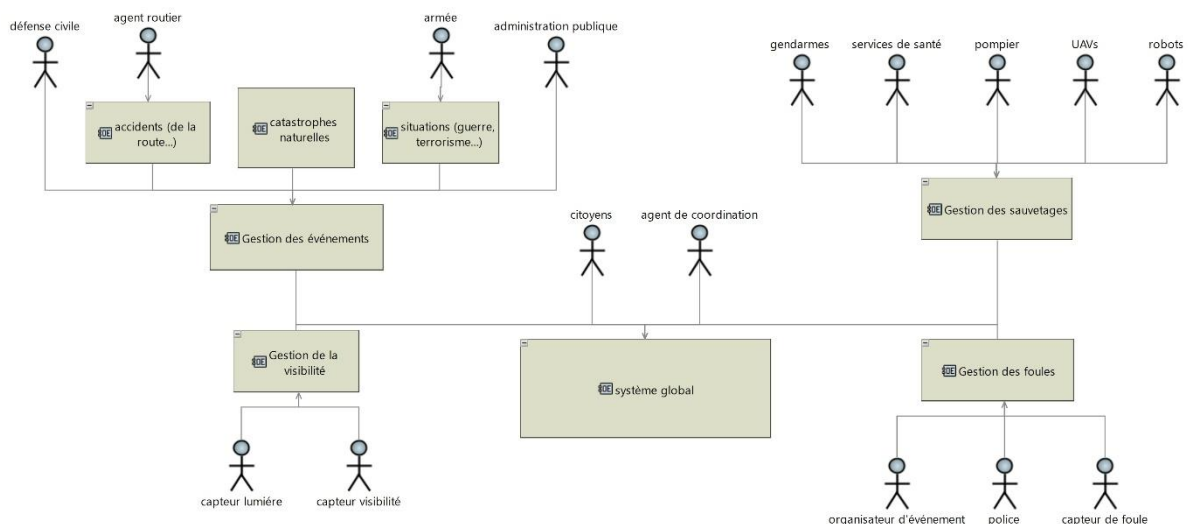 défense civile
agent routier
armée
administration publique
gendarmes
services de santé
pompier
UAVs
robots
accidents (de la
route...)
catastrophes
naturelles
situations (guerre,
terrorisme...)
Gestion des sauvetages
Gestion des événements
citoyens
agent de coordination
Gestion de la
visibilité
système global
Gestion des foules
capteur lumiére
capteur visibilité
organisateur d'événement
police
capteur de foule